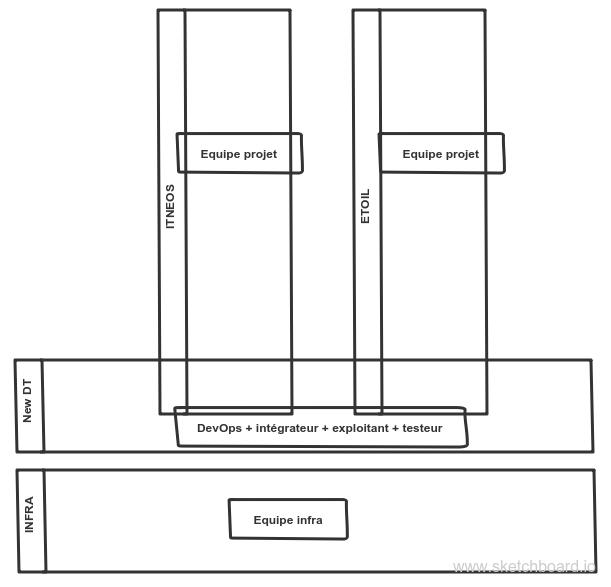 Equipe projet
Equipe projet
ITNEOS
ETOIL
New DT
DevOps + intégrateur + exploitant + testeur
INFRA
Equipe infra
www.sketchboard.io